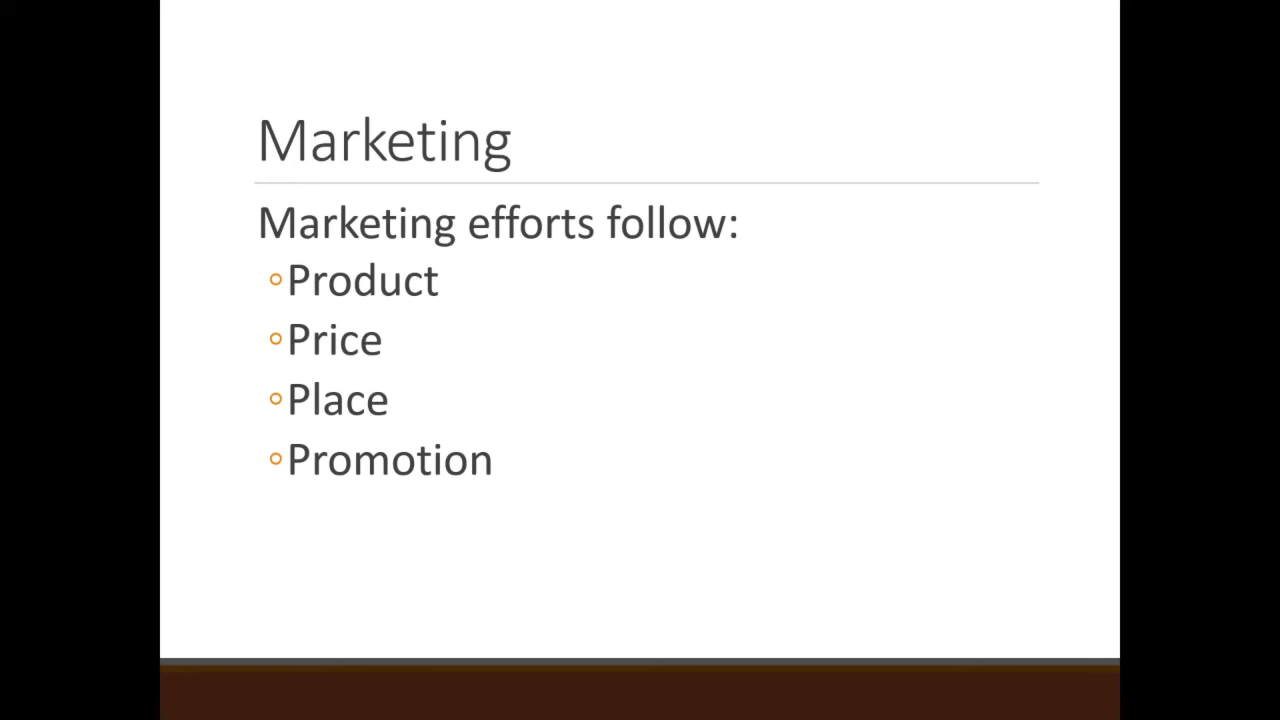 Marketing
Marketing efforts follow:
◦Product
◦Price
◦Place
◦Promotion